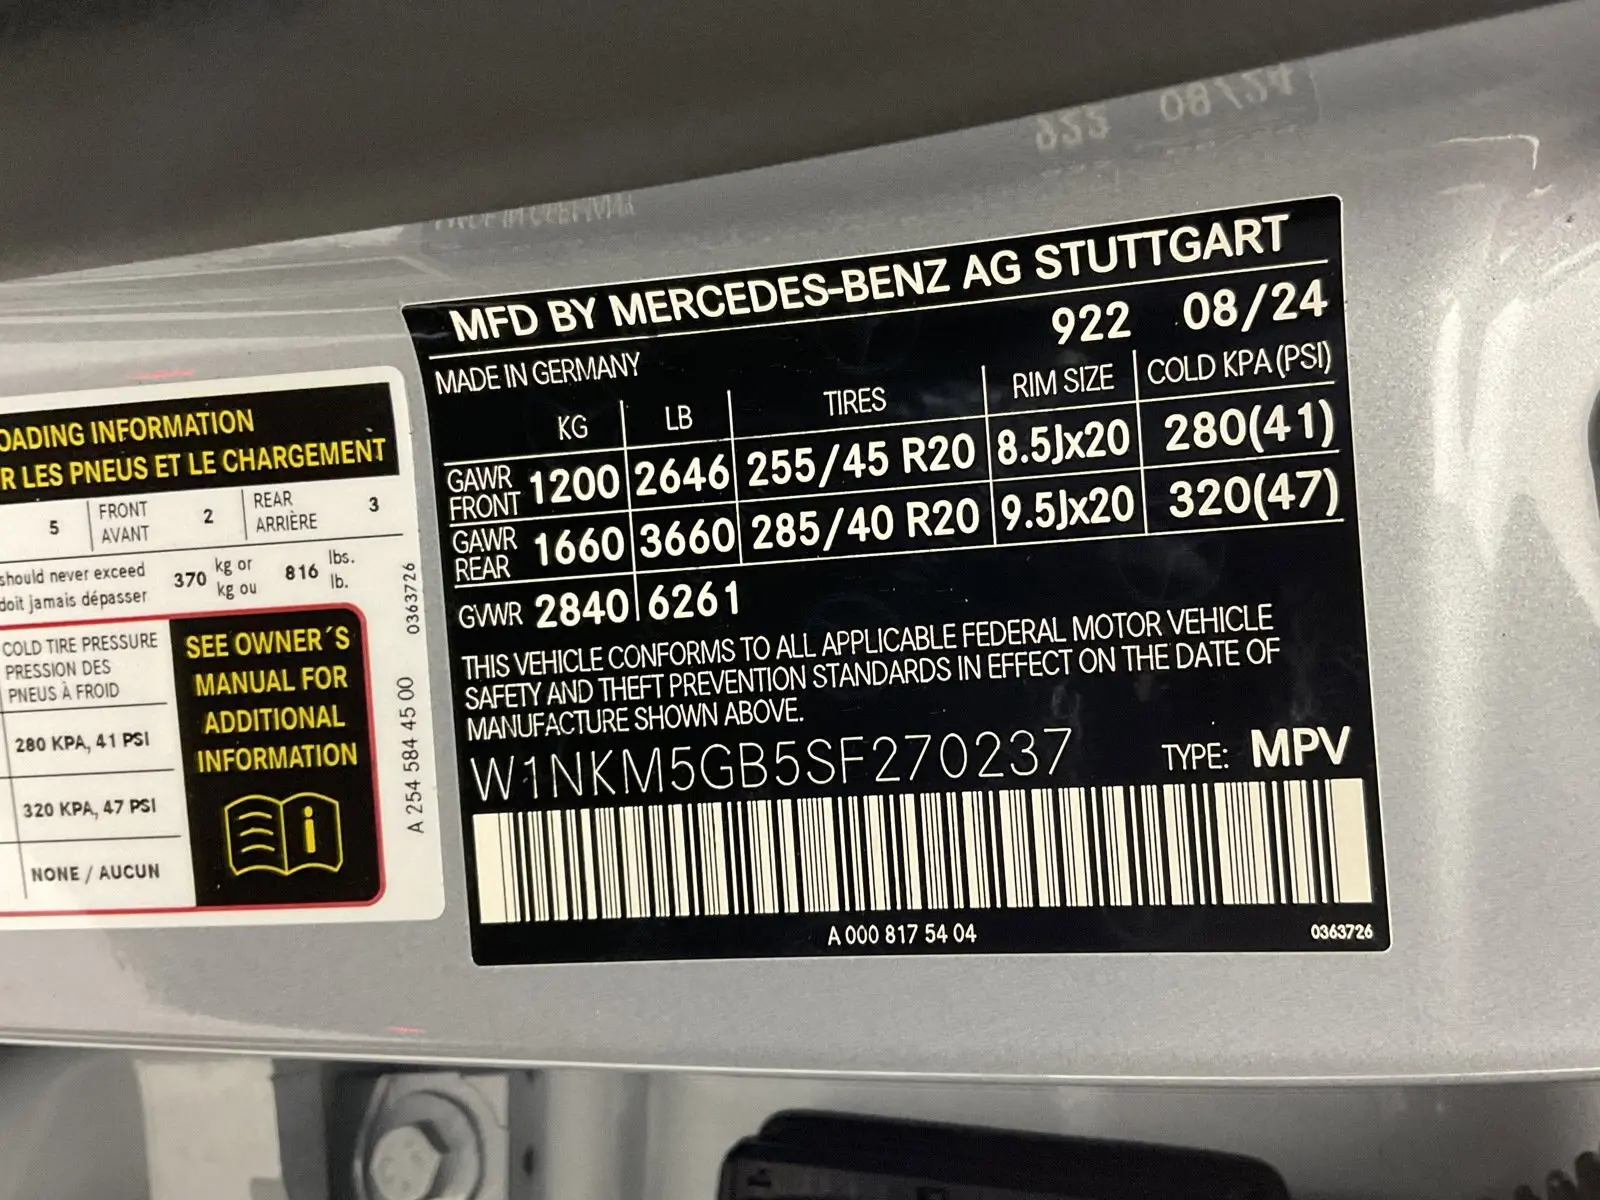 OADING INFORMATION
R LES PNEUS ET LE CHARGEMENT
5 FRONT AVANT 2 REAR ARRIÈRE 3
should never exceed 370 kg or 816 lbs.
doit jamais dépasser kg ou lb.
COLD TIRE PRESSURE
PRESSION DES
PNEUS À FROID
280 KPA, 41 PSI
320 KPA, 47 PSI
NONE / AUCUN
SEE OWNER´S
MANUAL FOR
ADDITIONAL
INFORMATION
i
A 254 584 45 00 0363726
MFD BY MERCEDES-BENZ AG STUTTGART
922 08/24
MADE IN GERMANY
KG LB TIRES RIM SIZE COLD KPA(PSI)
GAWR FRONT 1200 2646 255/45 R20 8.5Jx20 280(41)
GAWR REAR 1660 3660 285/40 R20 9.5Jx20 320(47)
GVWR 2840 6261
THIS VEHICLE CONFORMS TO ALL APPLICABLE FEDERAL MOTOR VEHICLE
SAFETY AND THEFT PREVENTION STANDARDS IN EFFECT ON THE DATE OF
MANUFACTURE SHOWN ABOVE.
W1NKM5GB5SF270237 TYPE: MPV
A 000 817 54 04 0363726